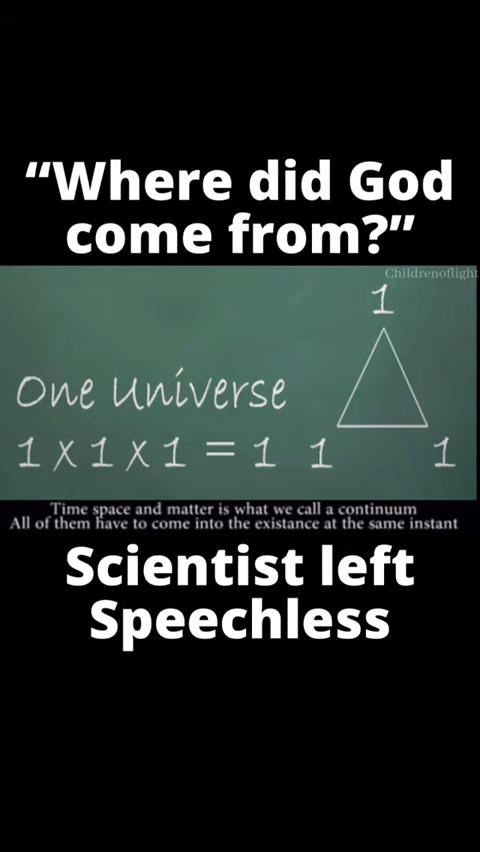 “Where did God
come from?”
Childrenoflight
1
One Universe
1 x 1 x 1 = 1 1 1
Time space and matter is what we call a continuum
All of them have to come into the existance at the same instant
Scientist left
Speechless